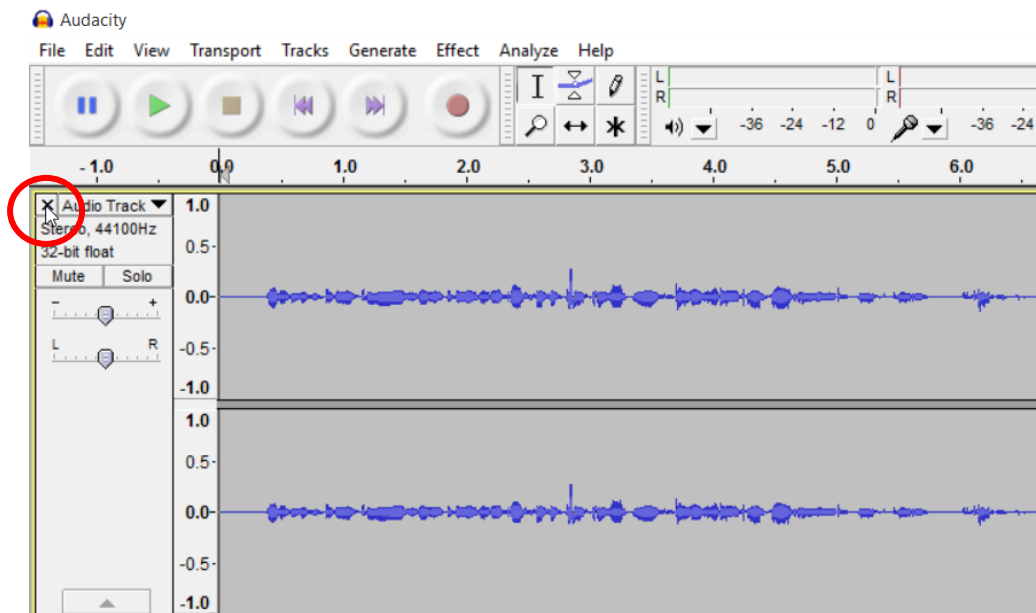 Audacity
File Edit View Transport Tracks Generate Effect Analyze Help
L
R
-36 -24 -12 0
L
R
-36 -24
- 1.0 0.0 1.0 2.0 3.0 4.0 5.0 6.0
X Audio Track
Stereo, 44100Hz
32-bit float
Mute Solo
- +
L R
1.0
0.5-
0.0-
-0.5-
-1.0
1.0
0.5-
0.0-
-0.5-
-1.0